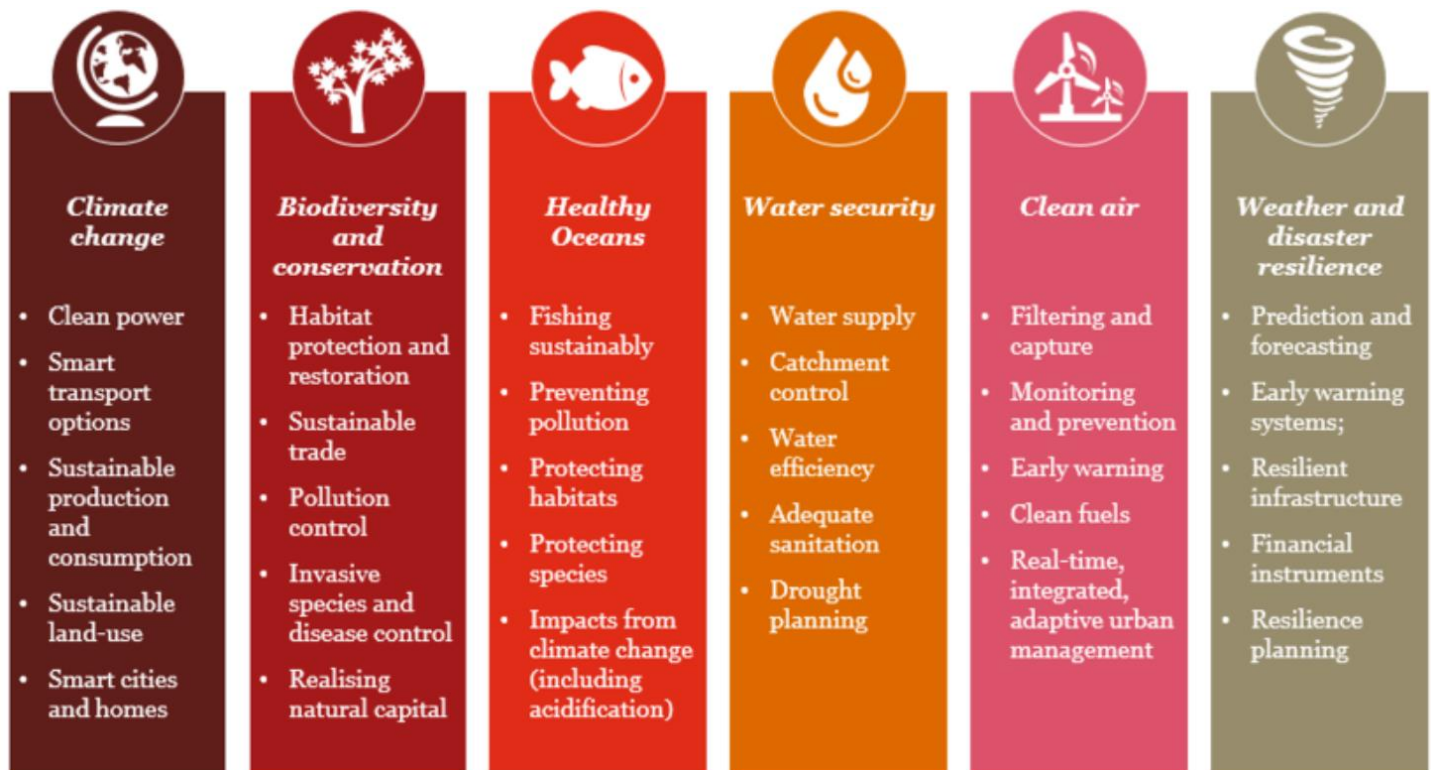 Climate
change
• Clean power
• Smart
transport
options
• Sustainable
production
and
consumption
• Sustainable
land-use
• Smart cities
and homes
Biodiversity
and
conservation
• Habitat
protection and
restoration
• Sustainable
trade
• Pollution
control
• Invasive
species and
disease control
• Realising
natural capital
Healthy
Oceans
• Fishing
sustainably
• Preventing
pollution
• Protecting
habitats
• Protecting
species
• Impacts from
climate change
(including
acidification)
Water security
• Water supply
• Catchment
control
• Water
efficiency
• Adequate
sanitation
• Drought
planning
Clean air
• Filtering and
capture
• Monitoring
and prevention
• Early warning
• Clean fuels
• Real-time,
integrated,
adaptive urban
management
Weather and
disaster
resilience
• Prediction and
forecasting
• Early warning
systems;
• Resilient
infrastructure
• Financial
instruments
• Resilience
planning